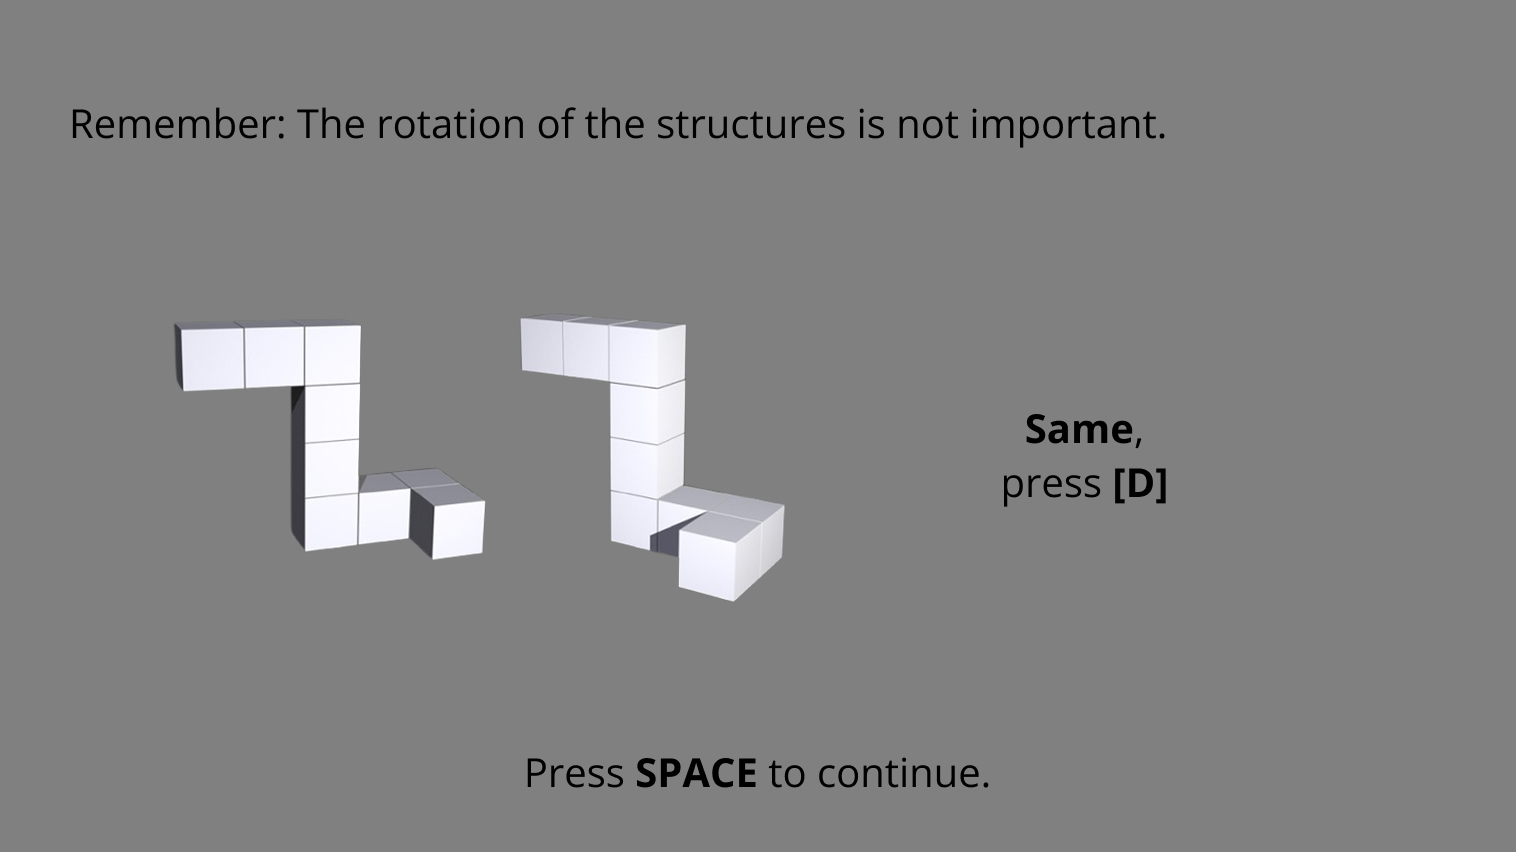 Remember: The rotation of the structures is not important.
Same,
press [D]
Press SPACE to continue.